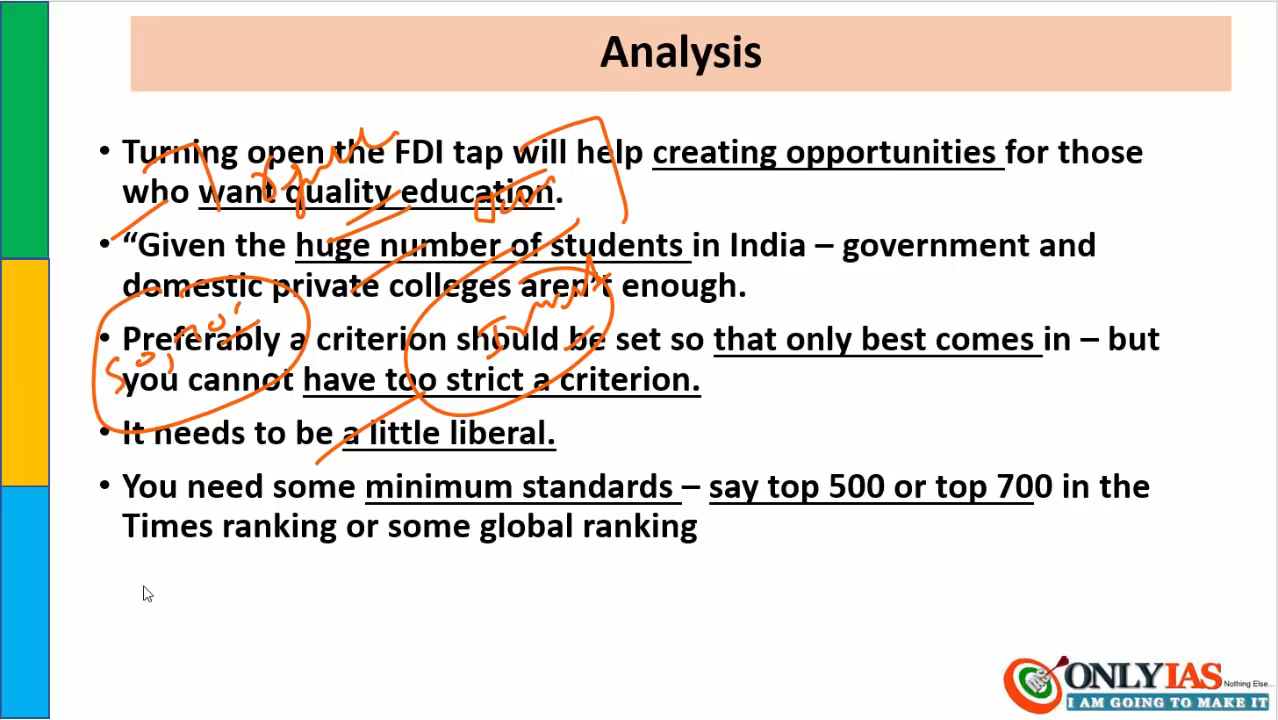 Analysis
• Turning open the FDI tap will help creating opportunities for those
who want quality education.
• “Given the huge number of students in India – government and
domestic private colleges aren't enough.
• Preferably a criterion should be set so that only best comes in – but
you cannot have too strict a criterion.
• It needs to be a little liberal.
• You need some minimum standards – say top 500 or top 700 in the
Times ranking or some global ranking
ONLYIAS Nothing Else...
I AM GOING TO MAKE IT